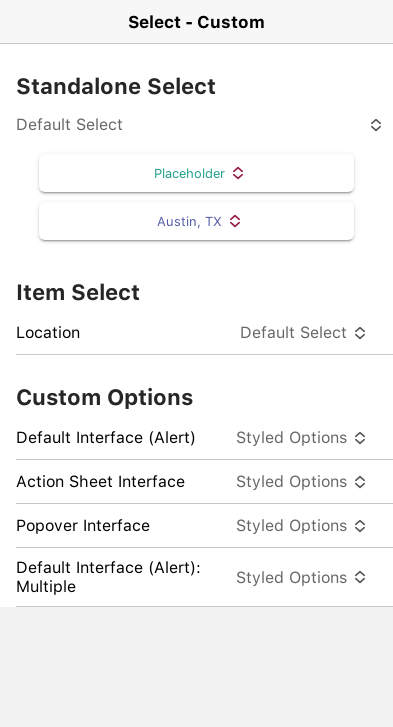 Select - Custom
Standalone Select
Default Select
Placeholder
Austin, TX
Item Select
Location Default Select
Custom Options
Default Interface (Alert) Styled Options
Action Sheet Interface Styled Options
Popover Interface Styled Options
Default Interface (Alert): Styled Options
Multiple